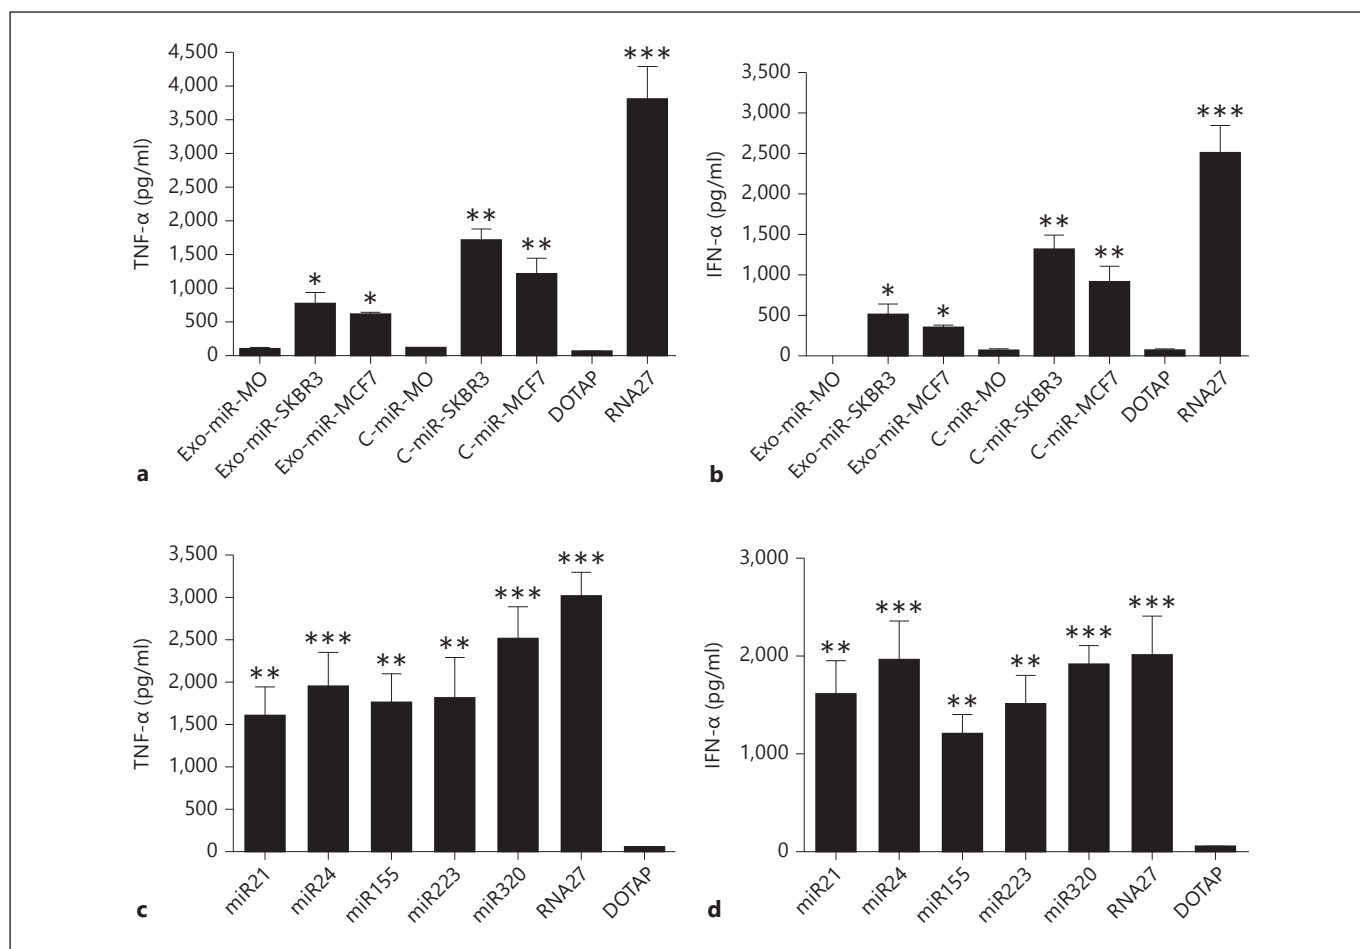 4,500
4,000
3,500
3,000
2,500
2,000
1,500
1,000
500
0
TNF-α (pg/ml)
*
*
**
**
***
Exo-miR-MO
Exo-miR-SKBR3
Exo-miR-MCF7
C-miR-MO
C-miR-SKBR3
C-miR-MCF7
DOTAP
RNA27
a
3,500
3,000
2,500
2,000
1,500
1,000
500
0
IFN-α (pg/ml)
*
*
**
**
***
Exo-miR-MO
Exo-miR-SKBR3
Exo-miR-MCF7
C-miR-MO
C-miR-SKBR3
C-miR-MCF7
DOTAP
RNA27
b
3,500
3,000
2,500
2,000
1,500
1,000
500
0
TNF-α (pg/ml)
**
***
**
**
***
***
miR21
miR24
miR155
miR223
miR320
RNA27
DOTAP
c
3,000
2,000
1,000
0
IFN-α (pg/ml)
**
***
**
**
***
***
miR21
miR24
miR155
miR223
miR320
RNA27
DOTAP
d